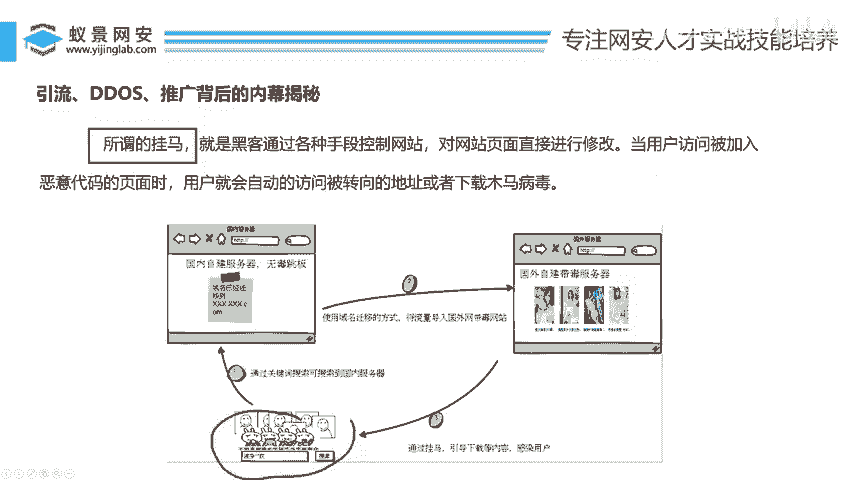 蚁景网安
www.yijinglab.com
专注网安人才实战技能培养
引流、DDOS、推广背后的内幕揭秘
所谓的挂马，就是黑客通过各种手段控制网站，对网站页面直接进行修改。当用户访问被加入
恶意代码的页面时，用户就会自动的访问被转向的地址或者下载木马病毒。
国内服务器
http://
国内自建服务器，无毒跳板
域名已经迁
移到
XXX.XXX.c
om
国外服务器
http://
国外自建带毒服务器
使用域名迁移的方式，将流量导入国外网带毒网站
通过关键词搜索可搜索到国内服务器
通过挂马，引导下载等内容，感染用户